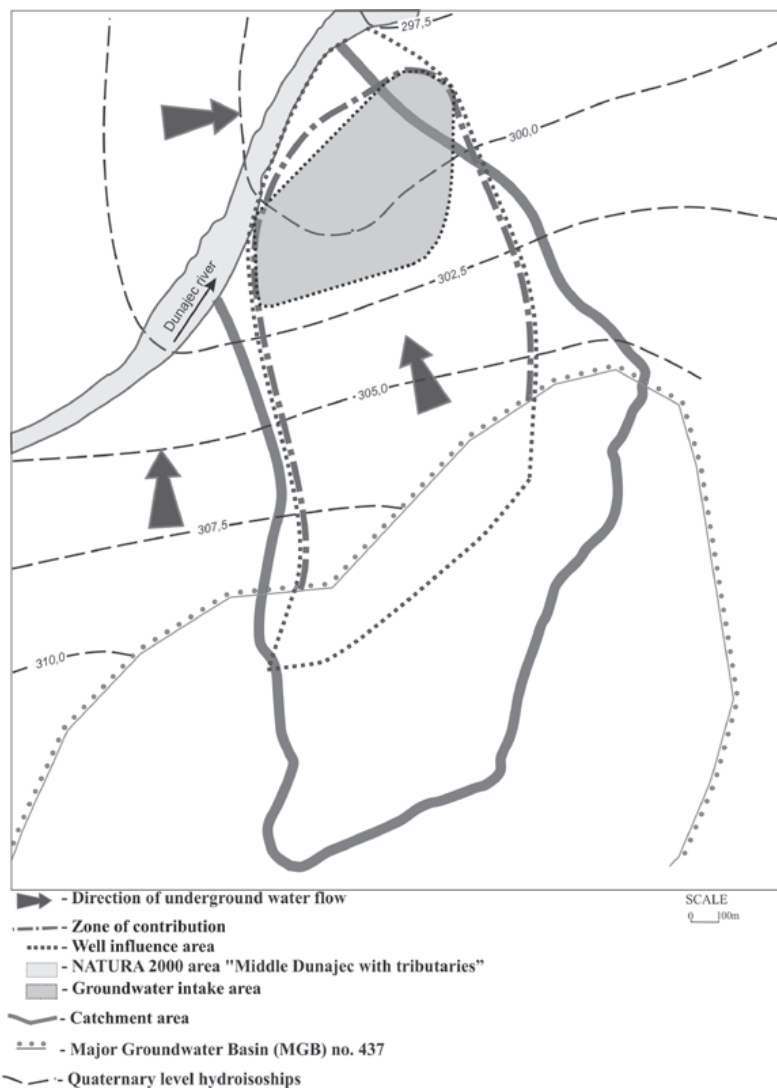 297,5
300,0
302,5
Dunajec river
305,0
307,5
310,0
- Direction of underground water flow
- Zone of contribution
- Well influence area
- NATURA 2000 area "Middle Dunajec with tributaries”
- Groundwater intake area
- Catchment area
- Major Groundwater Basin (MGB) no. 437
- Quaternary level hydroisoships
SCALE
0 100m